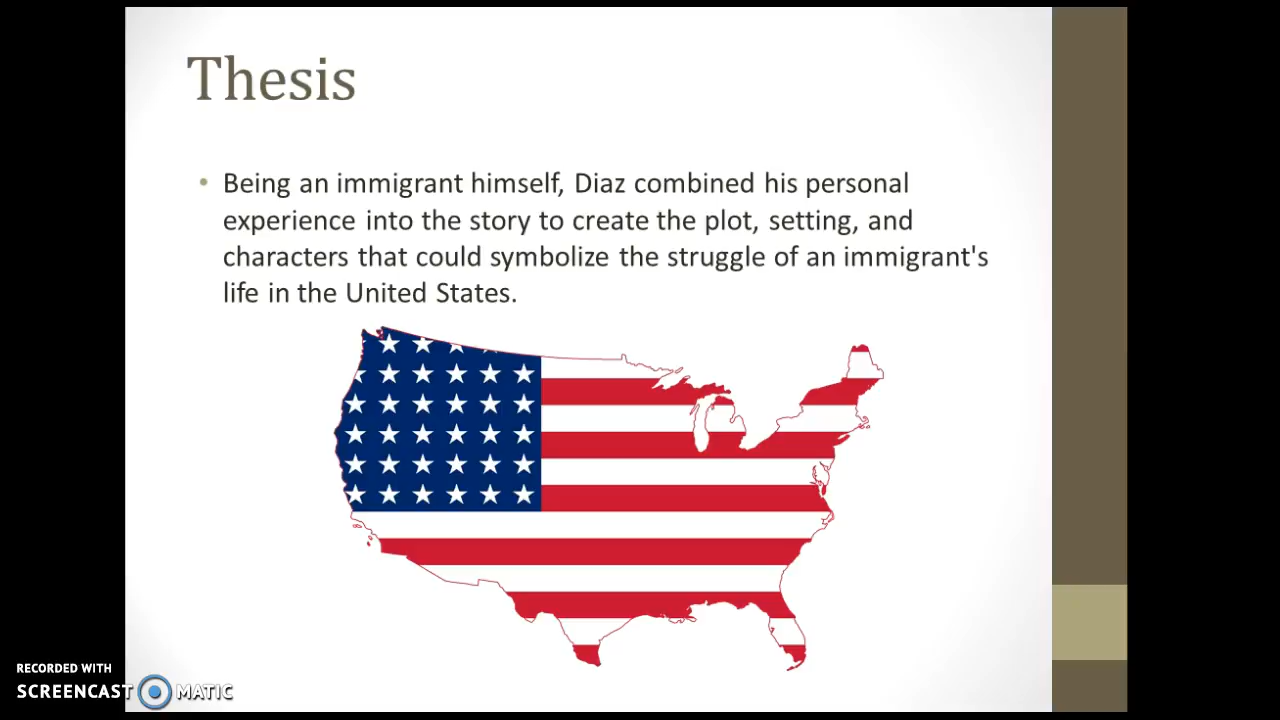 Thesis
• Being an immigrant himself, Diaz combined his personal
experience into the story to create the plot, setting, and
characters that could symbolize the struggle of an immigrant's
life in the United States.
RECORDED WITH
SCREENCAST MATIC